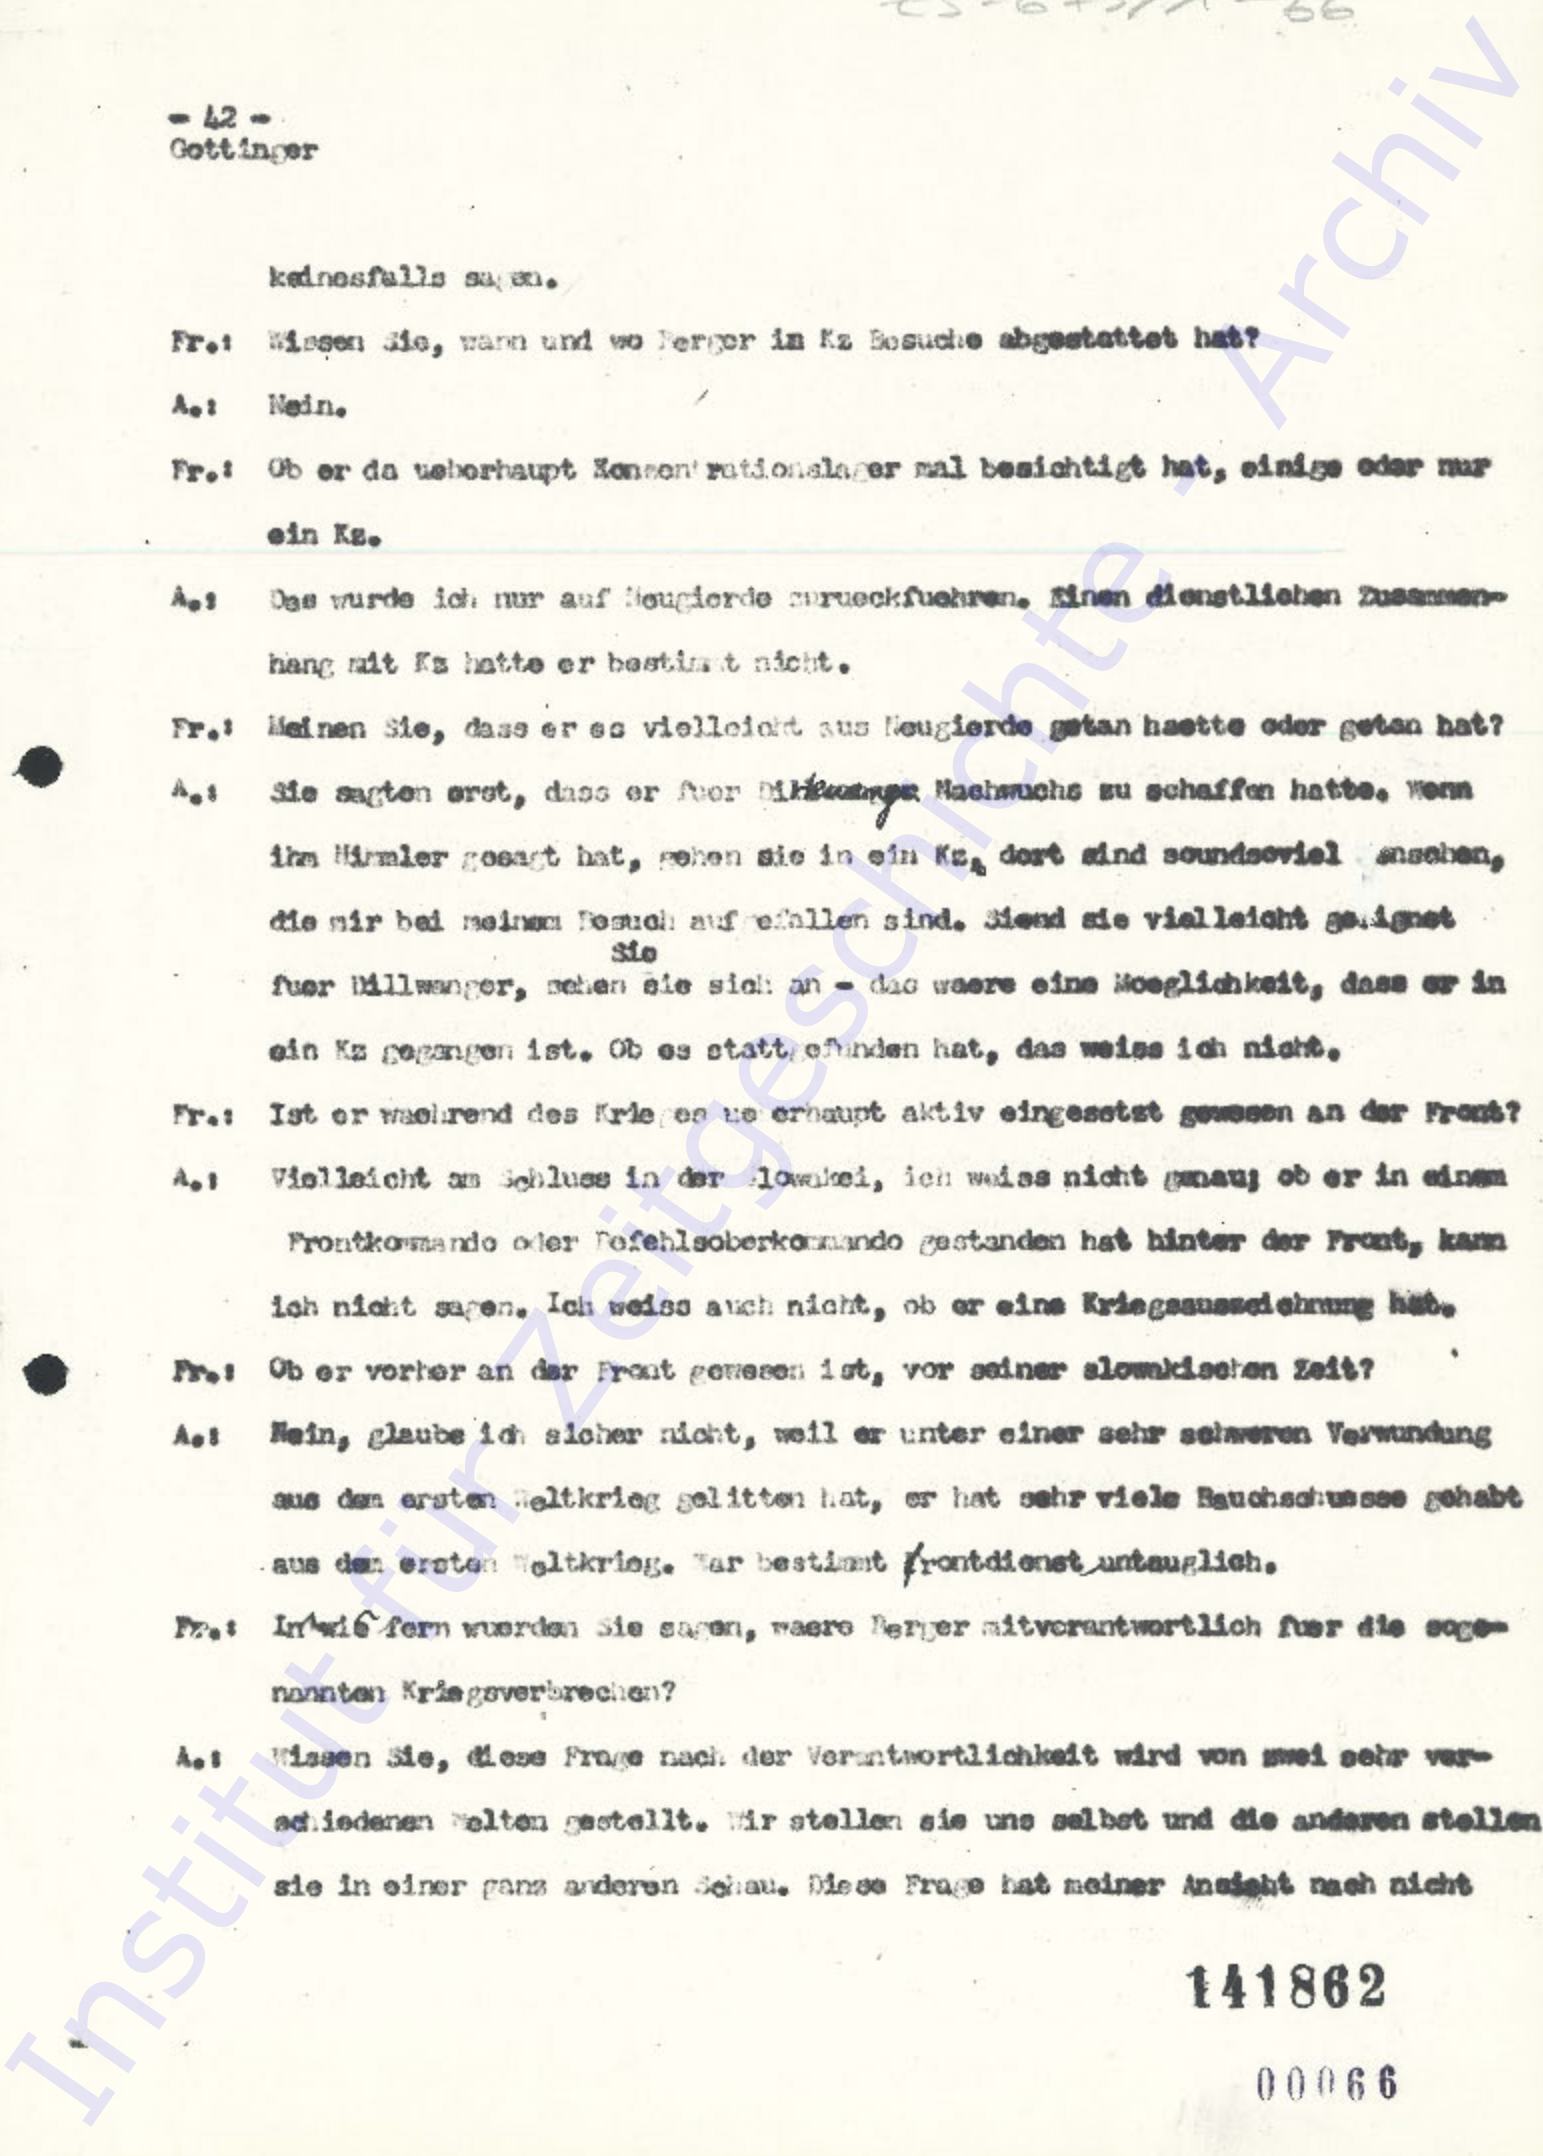 - 42 -
Gottinger
keinesfalls sagen.
Fr.: Wissen Sie, wann und wo Berger in Kz Besuche abgestattet hat?
A.: Nein.
Fr.: Ob er da ueberhaupt Konzentrationslager mal besichtigt hat, einige oder nur
ein Kz.
A.: Das wurde ich nur auf Neugierde zurueckfuehren. Einen dienstlichen Zusammen-
hang mit Kz hatte er bestimmt nicht.
Fr.: Meinen Sie, dass er es vielleicht aus Neugierde getan haette oder getan hat?
A.: Sie sagten erst, dass er fuer Nachwuchs zu schaffen hatte. Wenn
ihm Himmler gesagt hat, gehen sie in ein Kz, dort sind soundsoviel Menschen,
die mir bei meinem Besuch aufgefallen sind. Siend sie vielleicht geeignet
Sie
fuer Dillwanger, sehen sie sich an - das waere eine Moeglichkeit, dass er in
ein Kz gegangen ist. Ob es stattgefunden hat, das weiss ich nicht.
Fr.: Ist er waehrend des Krieges ueberhaupt aktiv eingesetzt gewesen an der Front?
A.: Vielleicht am Schluss in der Slowakei, ich weiss nicht genau; ob er in einem
Frontkommando oder Befehlsoberkommando gestanden hat hinter der Front, kann
ich nicht sagen. Ich weiss auch nicht, ob er eine Kriegsauszeichnung hat.
Fr.: Ob er vorher an der Front gewesen ist, vor seiner slowakischen Zeit?
A.: Nein, glaube ich sicher nicht, weil er unter einer sehr schweren Verwundung
aus dem ersten Weltkrieg gelitten hat, er hat sehr viele Bauchschuesse gehabt
aus dem ersten Weltkrieg. War bestimmt frontdienst untauglich.
Fr.: In wie fern wuerden Sie sagen, waere Berger mitverantwortlich fuer die soge-
nannten Kriegsverbrechen?
A.: Wissen Sie, diese Frage nach der Verantwortlichkeit wird von zwei sehr ver-
schiedenen Welten gestellt. Wir stellen sie uns selbst und die anderen stellen
sie in einer ganz anderen Schau. Diese Frage hat meiner Ansicht nach nicht
141862
00066
Institut für Zeitgeschichte - Archiv